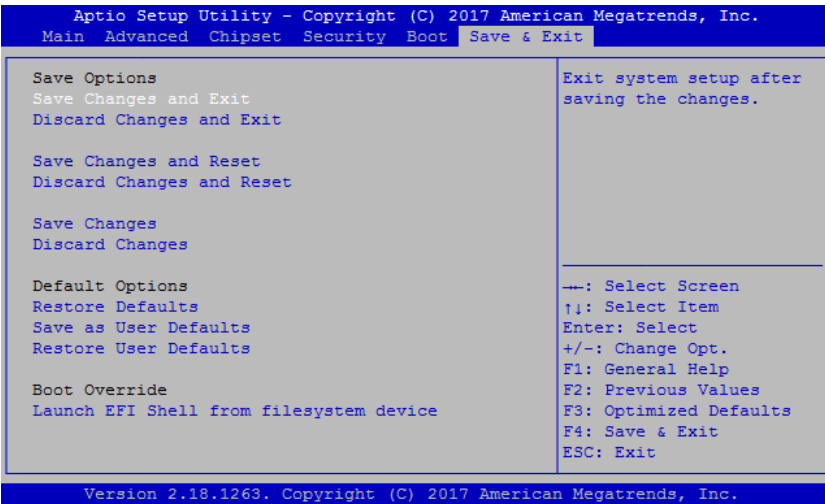 Aptio Setup Utility – Copyright (C) 2017 American Megatrends, Inc.
Main Advanced Chipset Security Boot Save & Exit
Save Options
Save Changes and Exit
Discard Changes and Exit
Save Changes and Reset
Discard Changes and Reset
Save Changes
Discard Changes
Default Options
Restore Defaults
Save as User Defaults
Restore User Defaults
Boot Override
Launch EFI Shell from filesystem device
Exit system setup after
saving the changes.
→←: Select Screen
↑↓: Select Item
Enter: Select
+/-: Change Opt.
F1: General Help
F2: Previous Values
F3: Optimized Defaults
F4: Save & Exit
ESC: Exit
Version 2.18.1263. Copyright (C) 2017 American Megatrends, Inc.